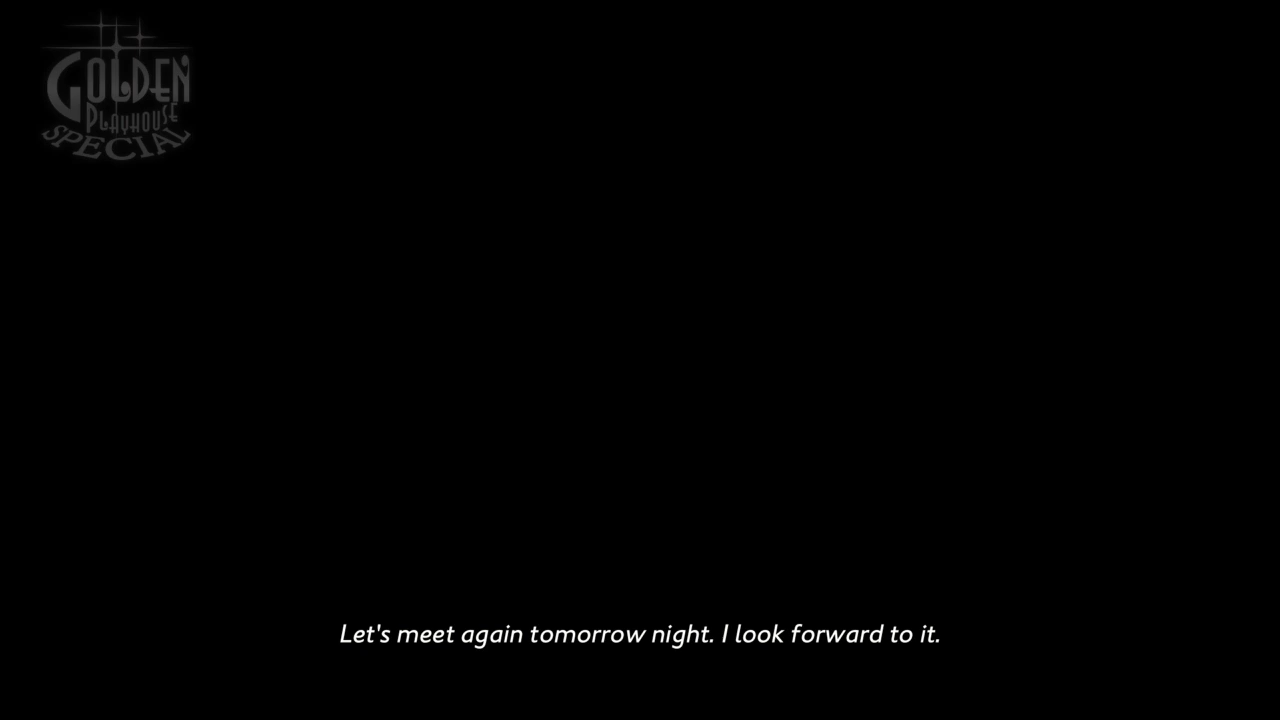 GOLDEN
PLAYHOUSE
SPECIAL
Let's meet again tomorrow night. I look forward to it.